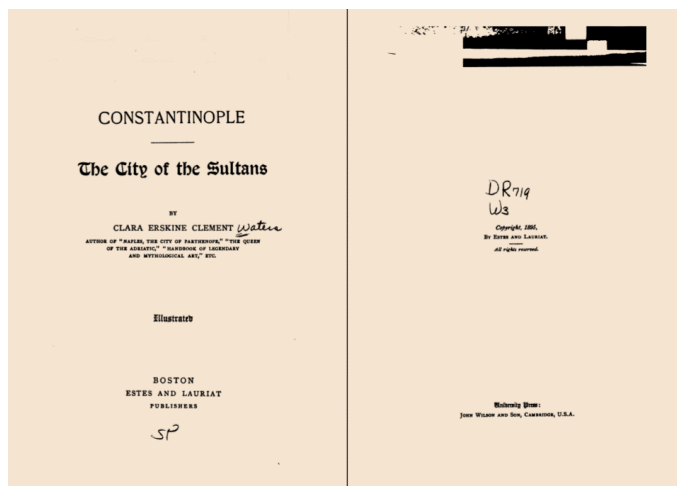 CONSTANTINOPLE
The City of the Sultans
BY
CLARA ERSKINE CLEMENT Waters
AUTHOR OF "NAPLES, THE CITY OF PARTHENOPE," "THE QUEEN
OF THE ADRIATIC," "HANDBOOK OF LEGENDARY
AND MYTHOLOGICAL ART," ETC.
Illustrated
BOSTON
ESTES AND LAURIAT
PUBLISHERS
SP
DR719
W3
Copyright, 1895,
BY ESTES AND LAURIAT.
All rights reserved.
University Press:
JOHN WILSON AND SON, CAMBRIDGE, U.S.A.